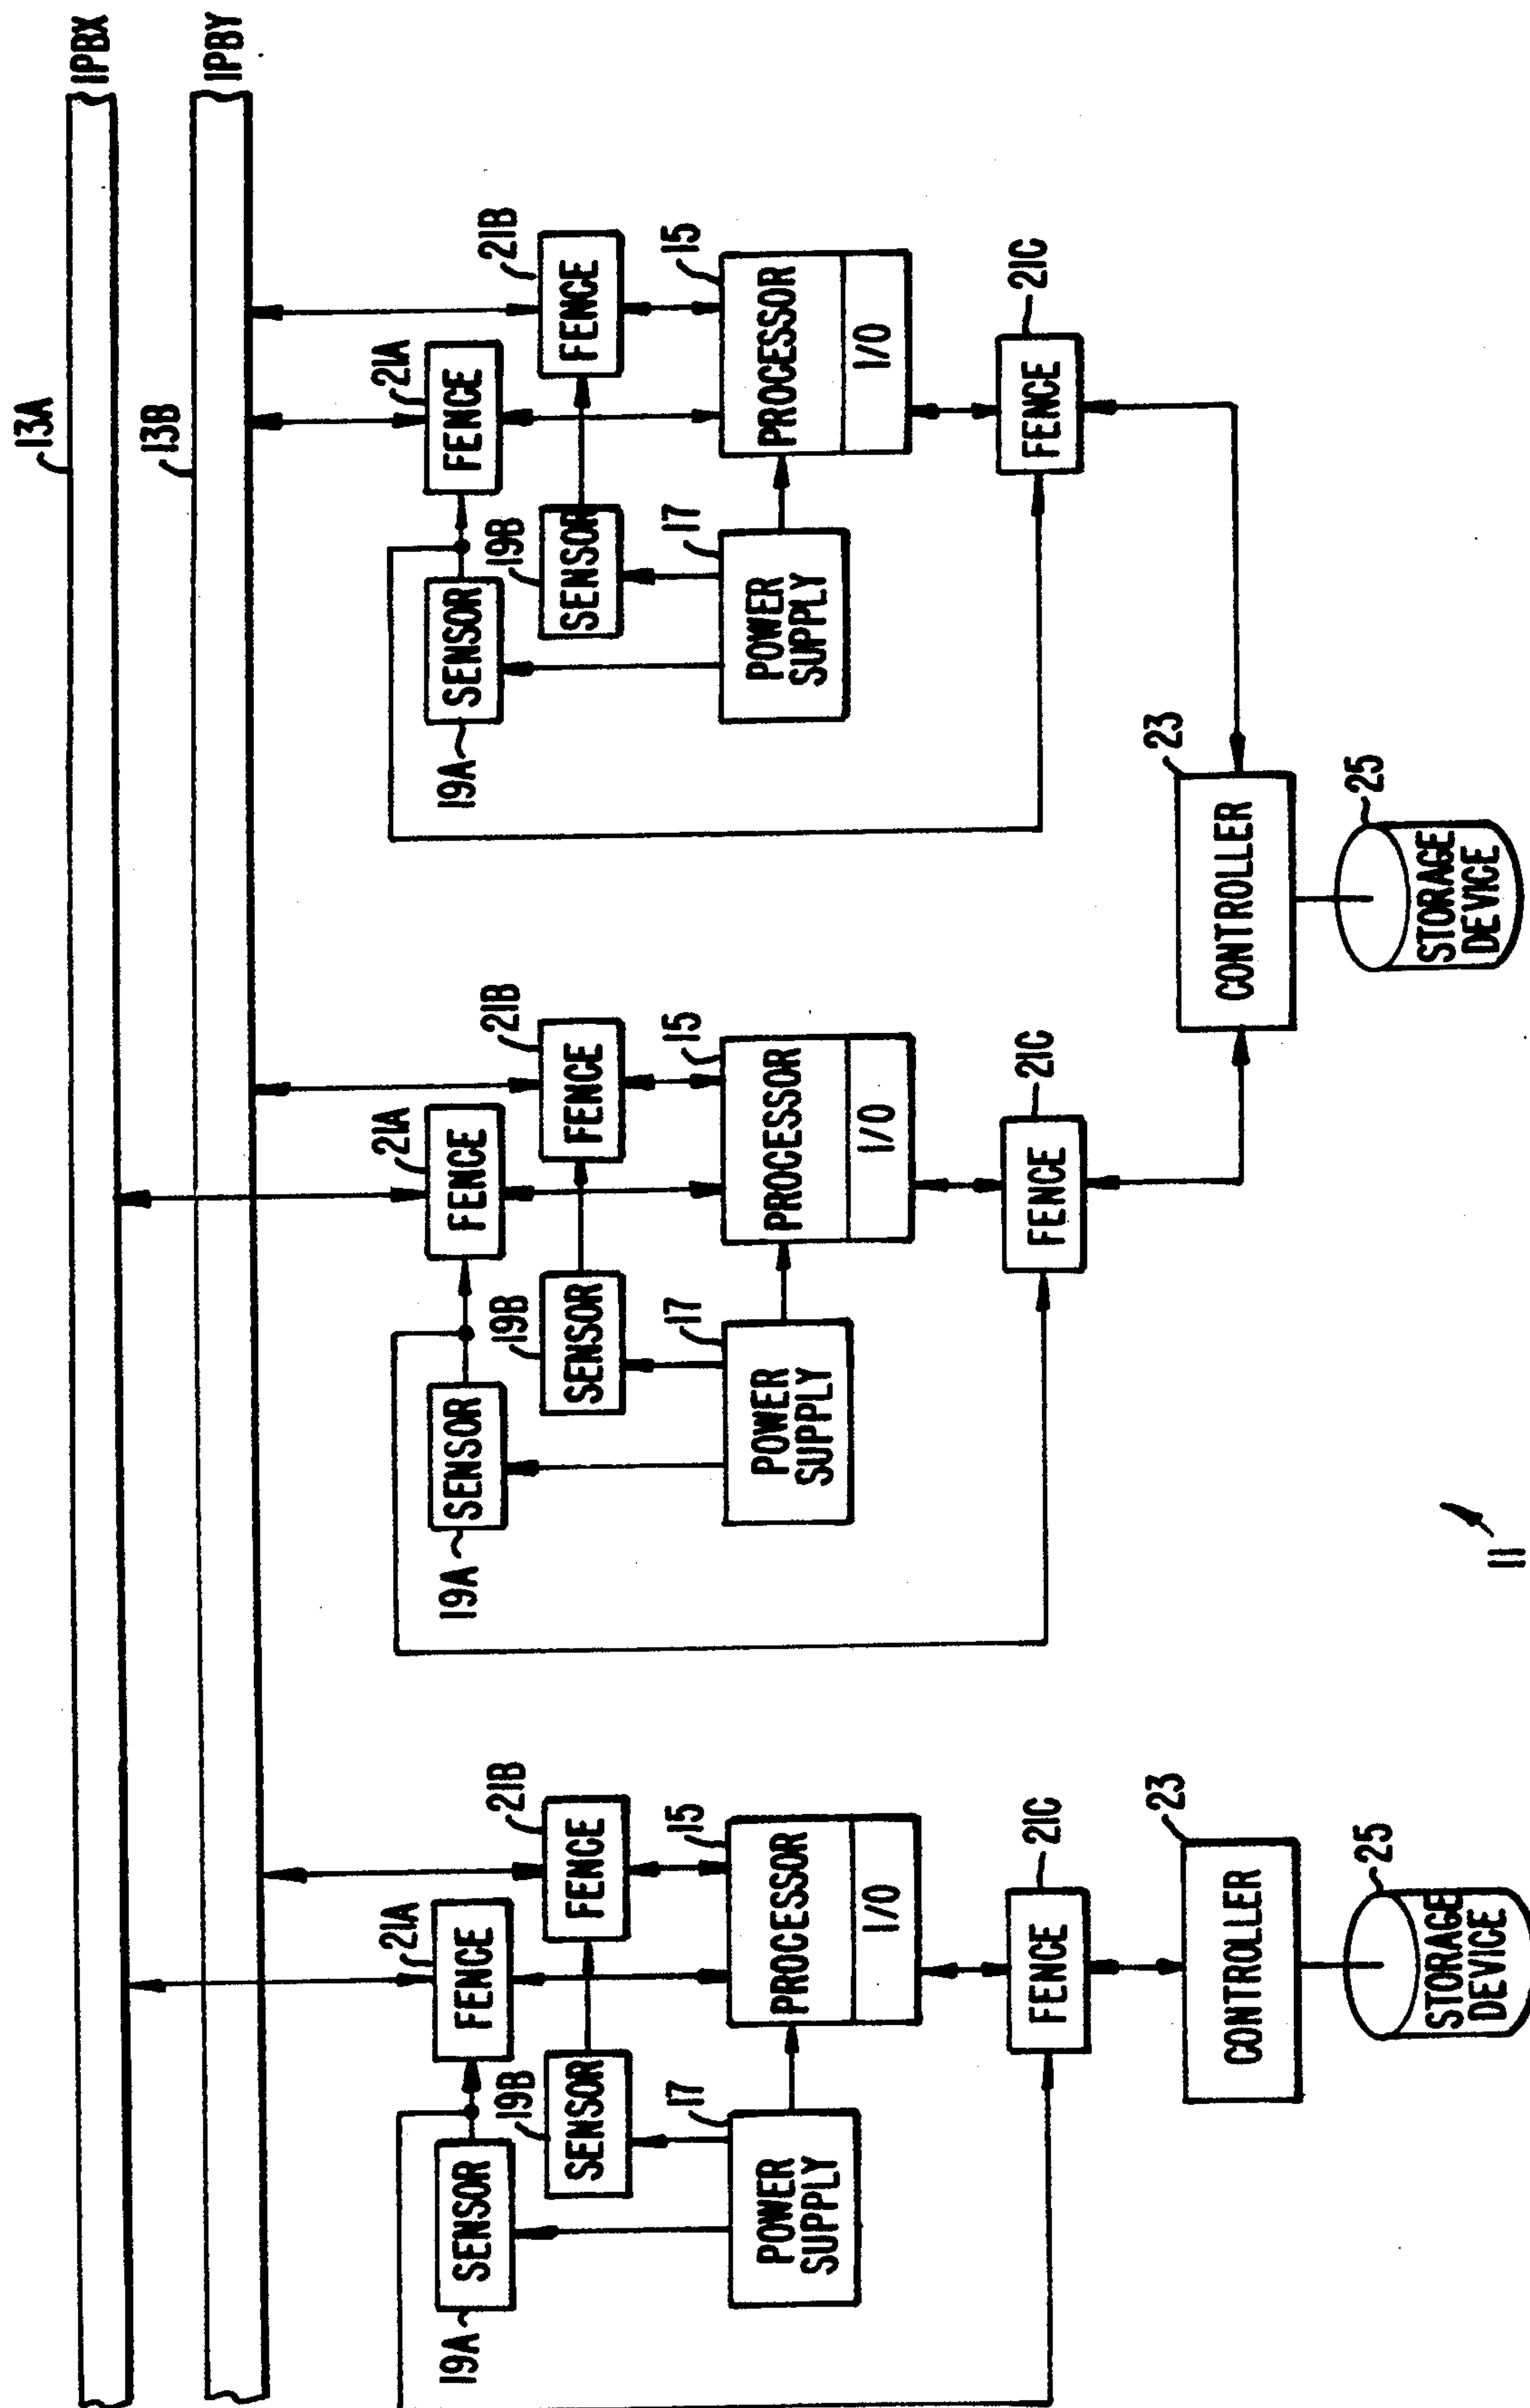 13A
IPBX
13B
IPBY
21A
21B
FENCE
FENCE
19A
SENSOR
19B
SENSOR
17
POWER
SUPPLY
15
PROCESSOR
I/O
21C
FENCE
23
CONTROLLER
25
STORAGE
DEVICE
21A
21B
FENCE
FENCE
19A
SENSOR
19B
SENSOR
17
POWER
SUPPLY
15
PROCESSOR
I/O
21C
FENCE
21A
21B
FENCE
FENCE
19A
SENSOR
19B
SENSOR
17
POWER
SUPPLY
15
PROCESSOR
I/O
21C
FENCE
23
CONTROLLER
25
STORAGE
DEVICE
11